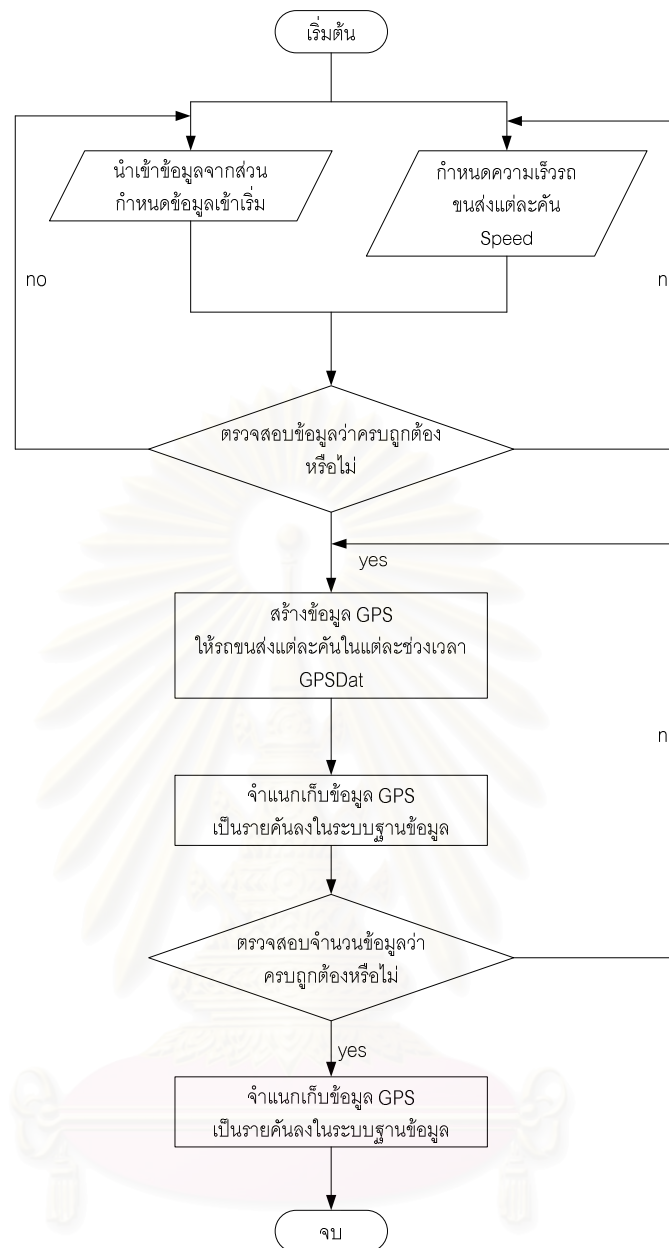 เริ่มต้น
นำเข้าข้อมูลจากส่วน
กำหนดข้อมูลเข้าเริ่ม
กำหนดความเร็วรถ
ขนส่งแต่ละคัน
Speed
no
n
ตรวจสอบข้อมูลว่าครบถูกต้อง
หรือไม่
yes
สร้างข้อมูล GPS
ให้รถขนส่งแต่ละคันในแต่ละช่วงเวลา
GPSDat
n
จำแนกเก็บข้อมูล GPS
เป็นรายคันลงในระบบฐานข้อมูล
ตรวจสอบจำนวนข้อมูลว่า
ครบถูกต้องหรือไม่
yes
จำแนกเก็บข้อมูล GPS
เป็นรายคันลงในระบบฐานข้อมูล
จบ